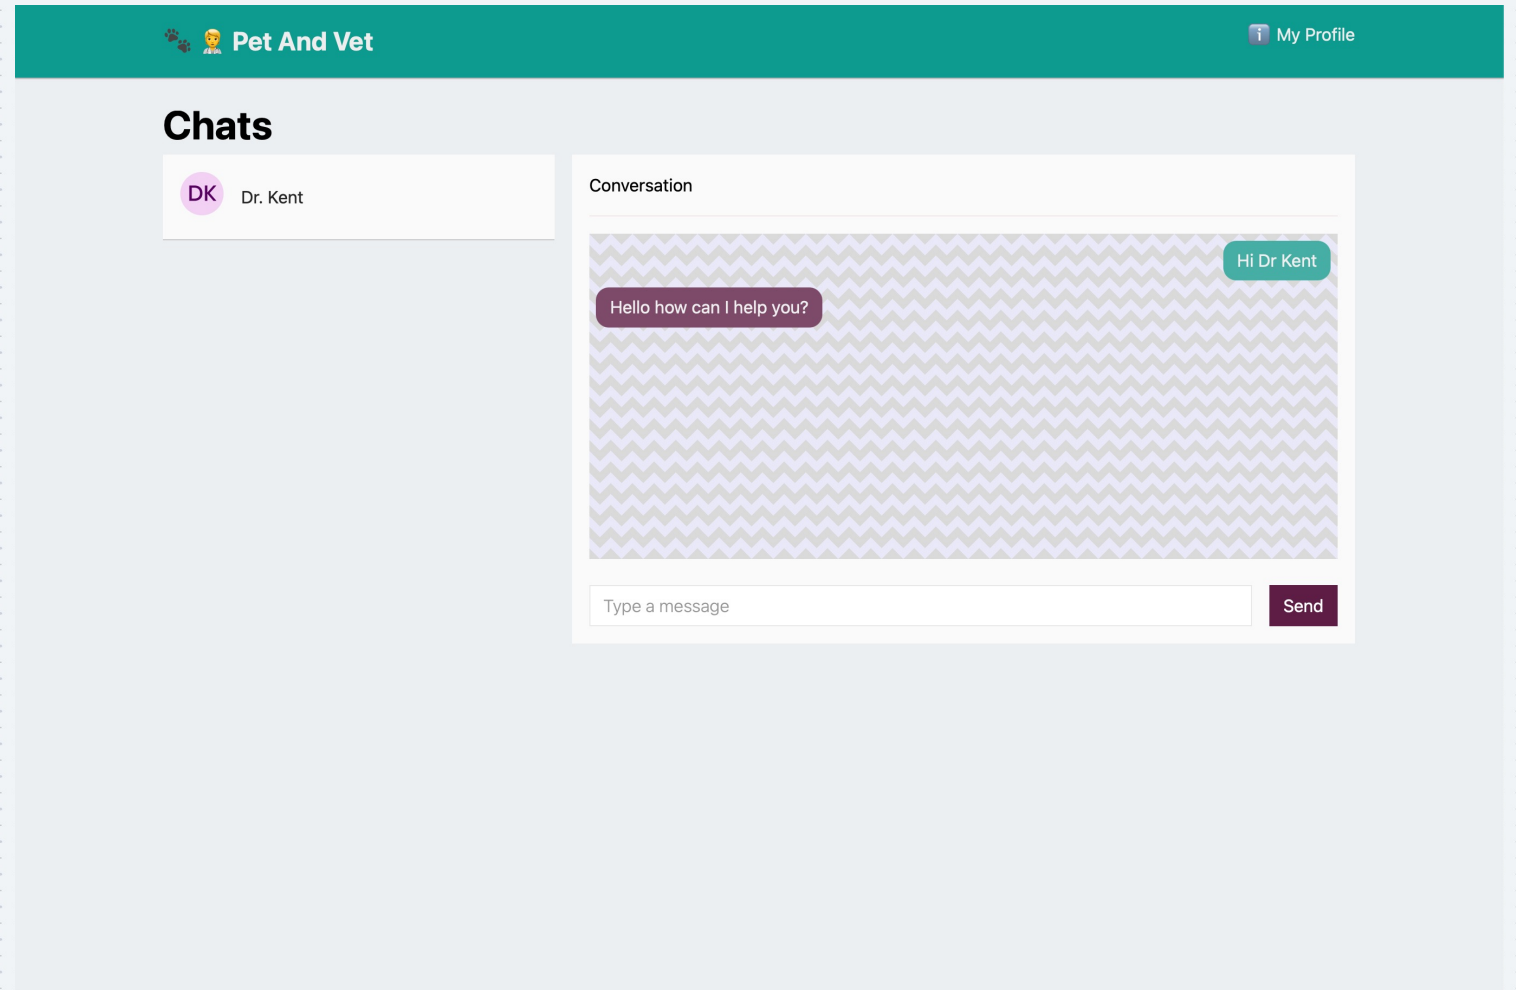 Pet And Vet
My Profile
Chats
DK
Dr. Kent
Conversation
Hi Dr Kent
Hello how can I help you?
Type a message
Send